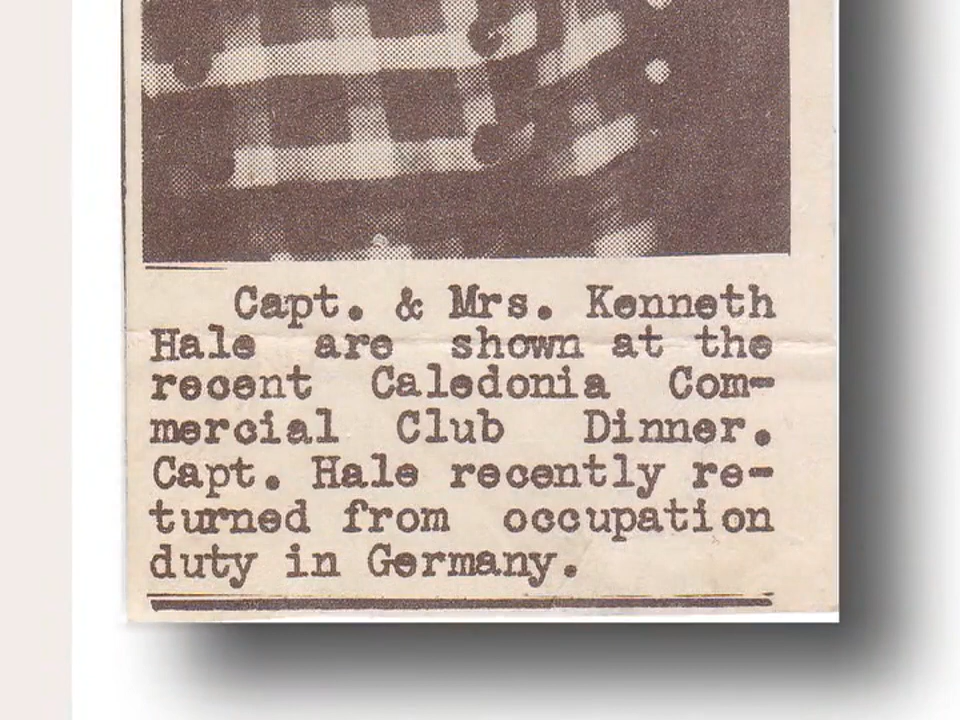 Capt. & Mrs. Kenneth
Hale are shown at the
recent Caledonia Com-
mercial Club Dinner.
Capt. Hale recently re-
turned from occupation
duty in Germany.